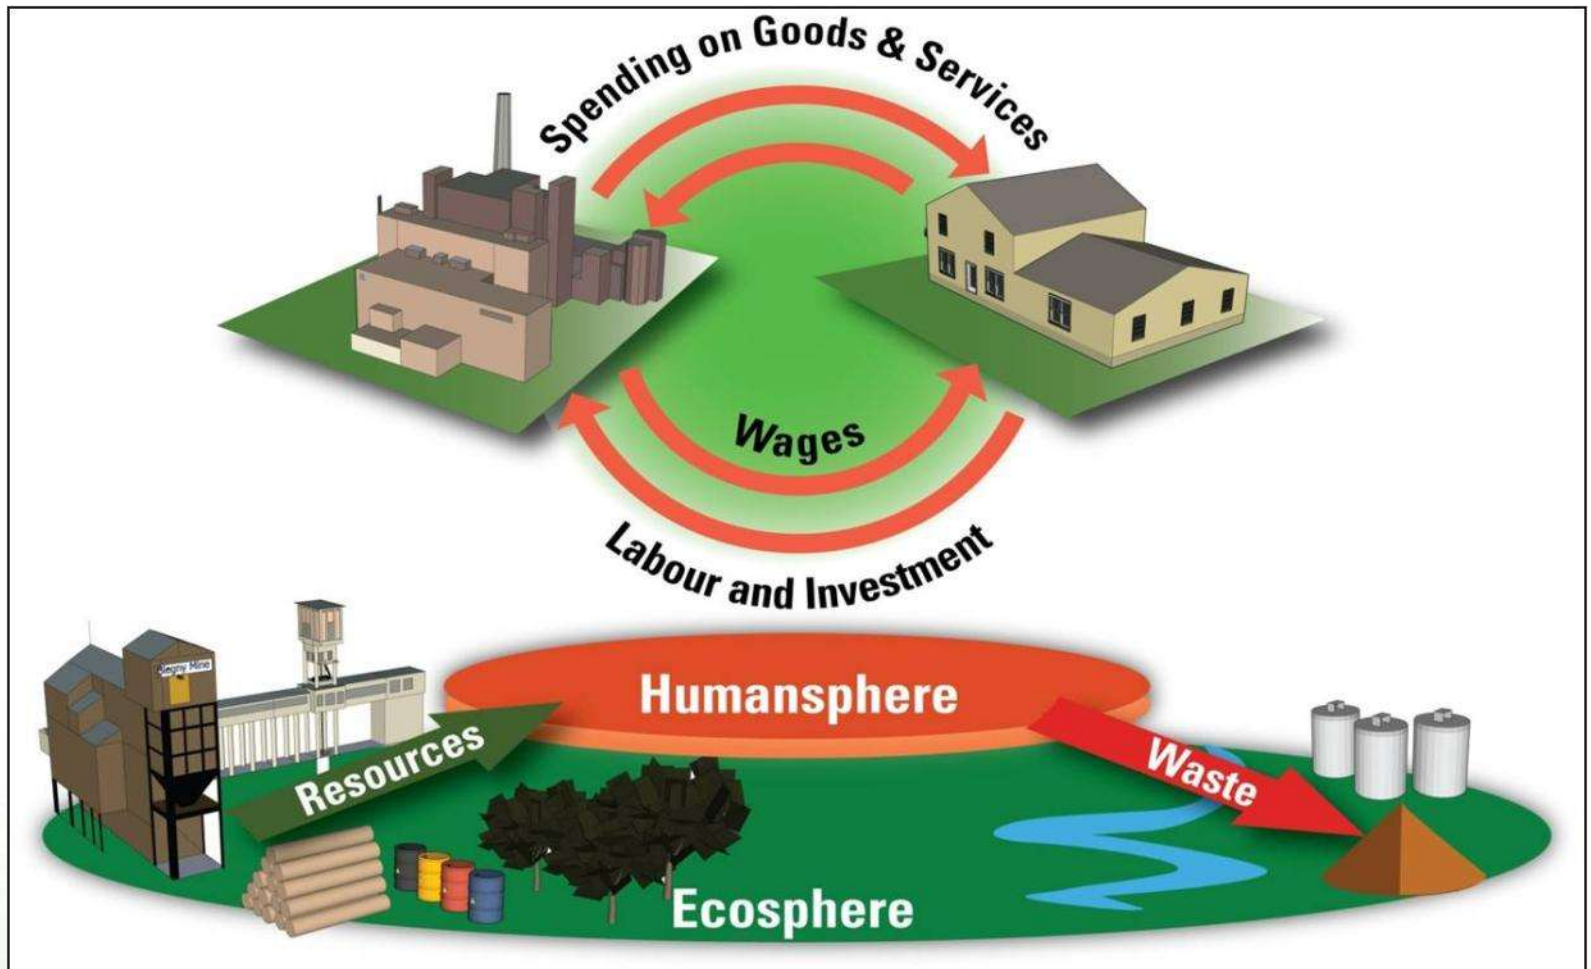 Spending on Goods & Services
Wages
Labour and Investment
Humansphere
Resources
Waste
Ecosphere